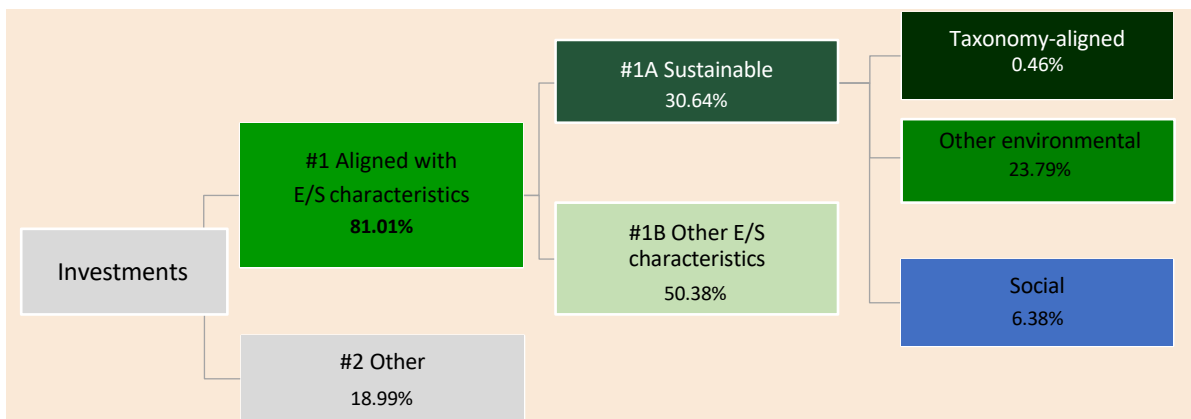 Investments
#1 Aligned with
E/S characteristics
81.01%
#2 Other
18.99%
#1A Sustainable
30.64%
#1B Other E/S
characteristics
50.38%
Taxonomy-aligned
0.46%
Other environmental
23.79%
Social
6.38%